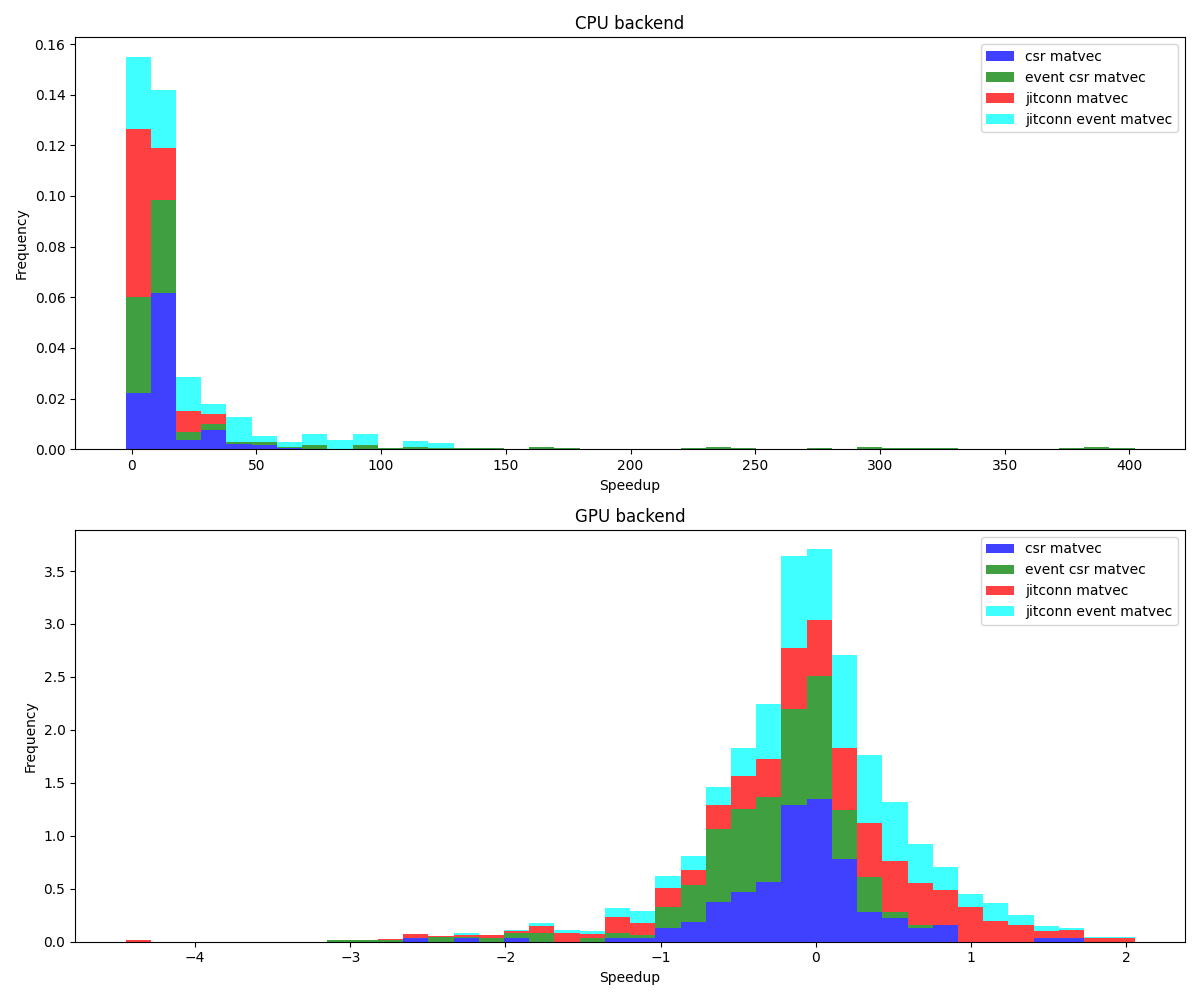 CPU backend
0.16
0.14
0.12
0.10
0.08
0.06
0.04
0.02
0.00
Frequency
csr matvec
event csr matvec
jitconn matvec
jitconn event matvec
0 50 100 150 200 250 300 350 400
Speedup
GPU backend
3.5
3.0
2.5
2.0
1.5
1.0
0.5
0.0
Frequency
csr matvec
event csr matvec
jitconn matvec
jitconn event matvec
−4 −3 −2 −1 0 1 2
Speedup